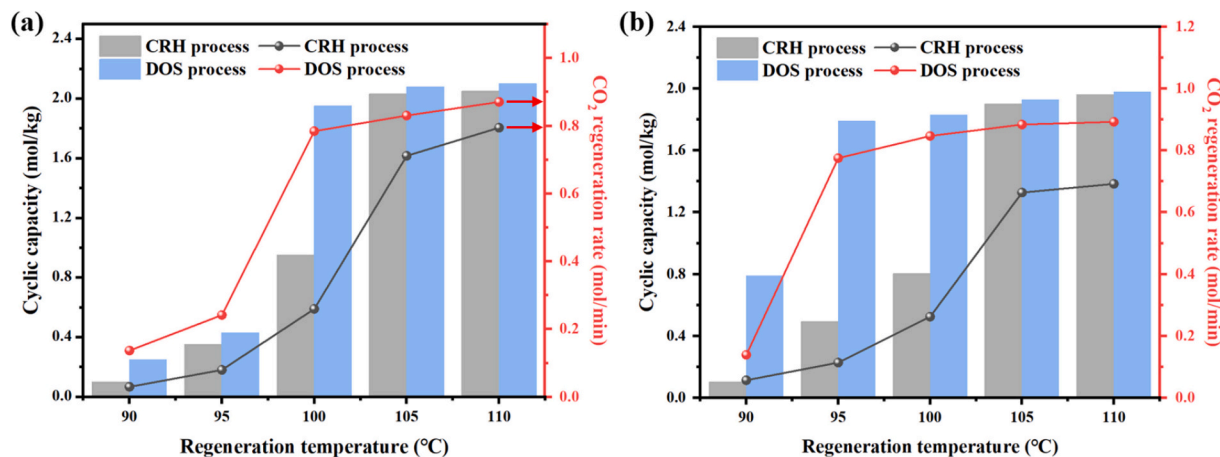 (a)
CRH process
CRH process
DOS process
DOS process
Cyclic capacity (mol/kg)
2.4
2.0
1.6
1.2
0.8
0.4
0.0
CO₂ regeneration rate (mol/min)
1.0
0.8
0.6
0.4
0.2
0.0
90
95
100
105
110
Regeneration temperature (°C)
(b)
CRH process
CRH process
DOS process
DOS process
Cyclic capacity (mol/kg)
2.4
2.0
1.6
1.2
0.8
0.4
0.0
CO₂ regeneration rate (mol/min)
1.2
1.0
0.8
0.6
0.4
0.2
0.0
90
95
100
105
110
Regeneration temperature (°C)